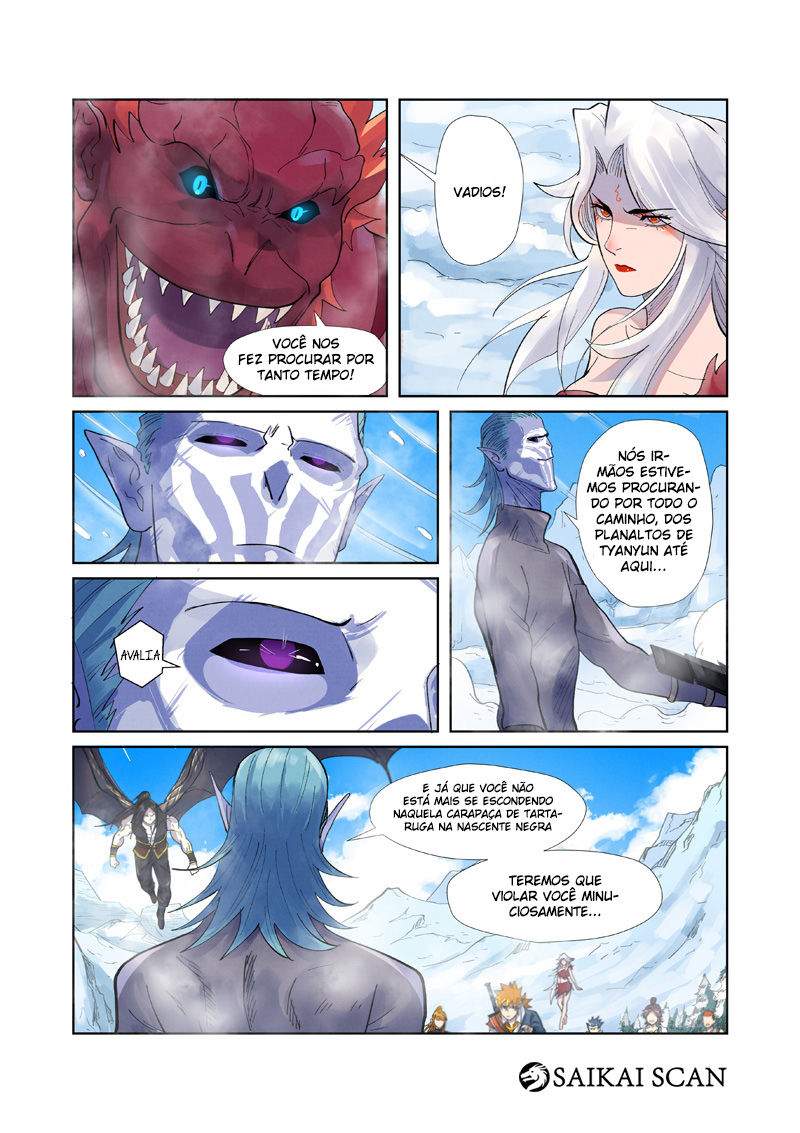 VOCÊ NOS
FEZ PROCURAR POR
TANTO TEMPO!
VADIOS!
NÓS IR-
MÃOS ESTIVE-
MOS PROCURAN-
DO POR TODO O
CAMINHO, DOS
PLANALTOS DE
TYANYUN ATÉ
AQUI...
AVALIA
E JÁ QUE VOCÊ NÃO
ESTÁ MAIS SE ESCONDENDO
NAQUELA CARAPAÇA DE TARTA-
RUGA NA NASCENTE NEGRA
TEREMOS QUE
VIOLAR VOCÊ MINU-
CIOSAMENTE...
SAIKAI SCAN